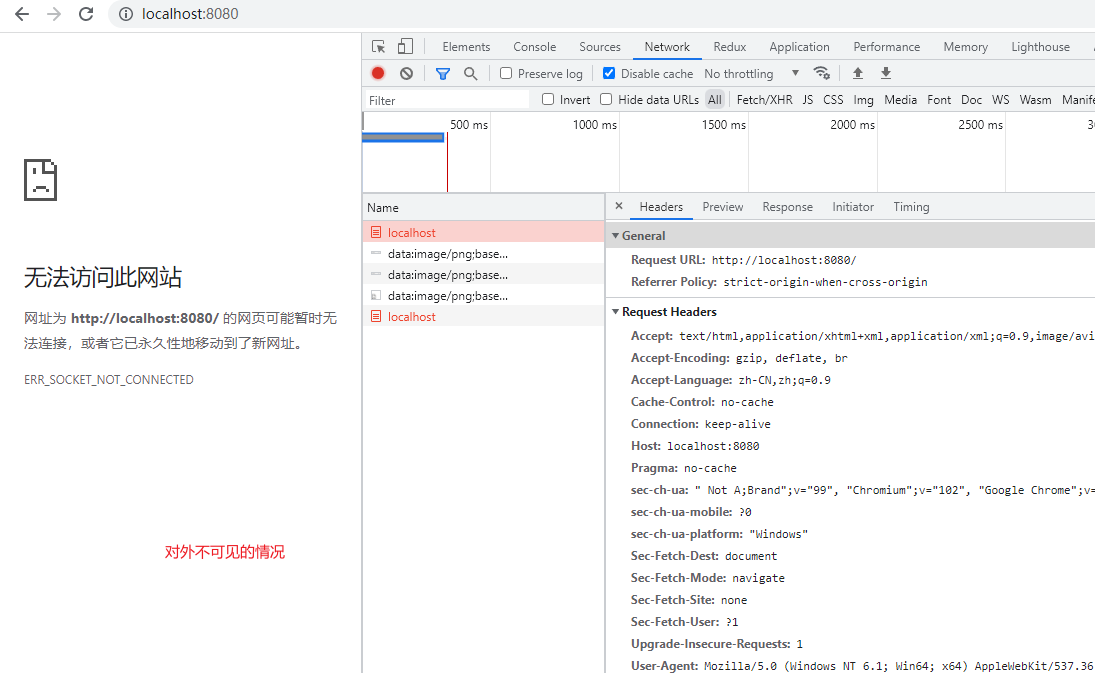 localhost:8080
Elements Console Sources Network Redux Application Performance Memory Lighthouse
Preserve log Disable cache No throttling
Filter Invert Hide data URLs All Fetch/XHR JS CSS Img Media Font Doc WS Wasm Manife
500 ms 1000 ms 1500 ms 2000 ms 2500 ms 30
Name
localhost
data:image/png;base...
data:image/png;base...
data:image/png;base...
localhost
× Headers Preview Response Initiator Timing
General
Request URL: http://localhost:8080/
Referrer Policy: strict-origin-when-cross-origin
Request Headers
Accept: text/html,application/xhtml+xml,application/xml;q=0.9,image/avi
Accept-Encoding: gzip, deflate, br
Accept-Language: zh-CN,zh;q=0.9
Cache-Control: no-cache
Connection: keep-alive
Host: localhost:8080
Pragma: no-cache
sec-ch-ua: " Not A;Brand";v="99", "Chromium";v="102", "Google Chrome";v=
sec-ch-ua-mobile: ?0
sec-ch-ua-platform: "Windows"
Sec-Fetch-Dest: document
Sec-Fetch-Mode: navigate
Sec-Fetch-Site: none
Sec-Fetch-User: ?1
Upgrade-Insecure-Requests: 1
User-Agent: Mozilla/5.0 (Windows NT 6.1; Win64; x64) AppleWebKit/537.36
无法访问此网站
网址为 http://localhost:8080/ 的网页可能暂时无
法连接，或者它已永久性地移动到了新网址。
ERR_SOCKET_NOT_CONNECTED
对外不可见的情况